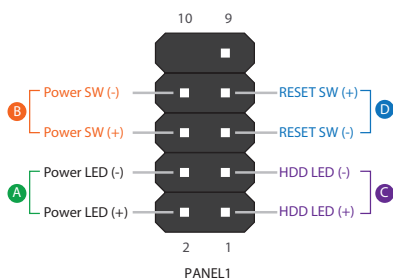 10 9
Power SW (-) RESET SW (+)
B D
Power SW (+) RESET SW (-)
Power LED (-) HDD LED (-)
A C
Power LED (+) HDD LED (+)
2 1
PANEL1